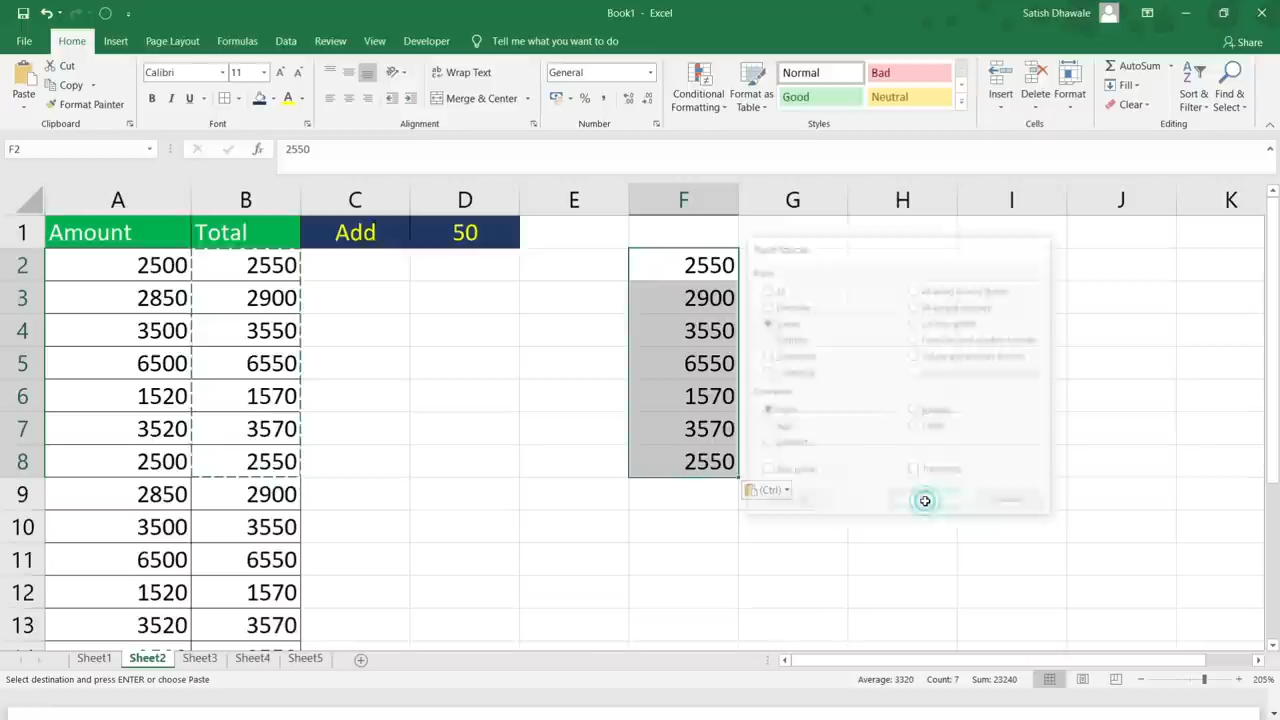 Book1 - Excel
Satish Dhawale
File Home Insert Page Layout Formulas Data Review View Developer Tell me what you want to do Share
Paste
Cut
Copy
Format Painter
Clipboard
Calibri 11
B I U
Font
Wrap Text
Merge & Center
Alignment
General
Number
Conditional Formatting
Format as Table
Normal Bad
Good Neutral
Styles
Insert Delete Format
Cells
AutoSum
Fill
Clear
Sort & Filter
Find & Select
Editing
F2 fx 2550
A B C D E F G H I J K
1 Amount Total Add 50
2 2500 2550 2550
3 2850 2900 2900
4 3500 3550 3550
5 6500 6550 6550
6 1520 1570 1570
7 3520 3570 3570
8 2500 2550 2550
(Ctrl)
9 2850 2900
10 3500 3550
11 6500 6550
12 1520 1570
13 3520 3570
Sheet1 Sheet2 Sheet3 Sheet4 Sheet5
Select destination and press ENTER or choose Paste Average: 3320 Count: 7 Sum: 23240 205%